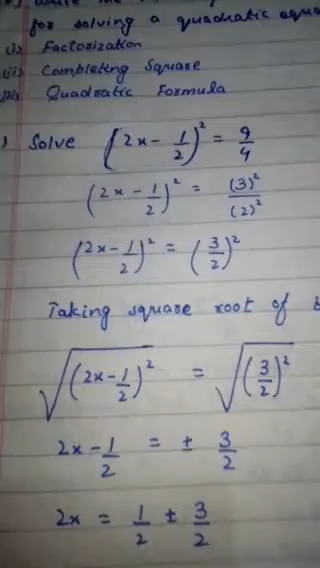 for solving a quadratic
(i) Factorization
(ii) Completing Square
(iii) Quadratic Formula
) Solve (2x - 1/2)² = 9/4
(2x - 1/2)² = (3)²/(2)²
(2x - 1/2)² = (3/2)²
Taking square root of
√(2x - 1/2)² = √(3/2)²
2x - 1/2 = ± 3/2
2x = 1/2 ± 3/2